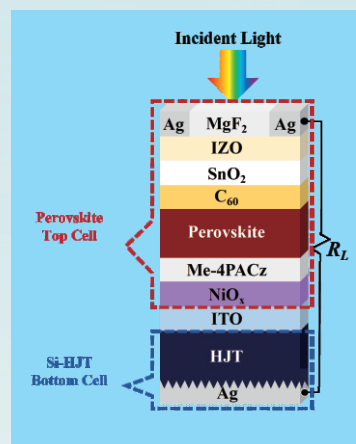 Incident Light
Ag MgF₂ Ag
IZO
SnO₂
C₆₀
Perovskite
Top Cell
Perovskite
R_L
Me-4PACz
NiOₓ
ITO
Si-HJT
Bottom Cell
HJT
Ag